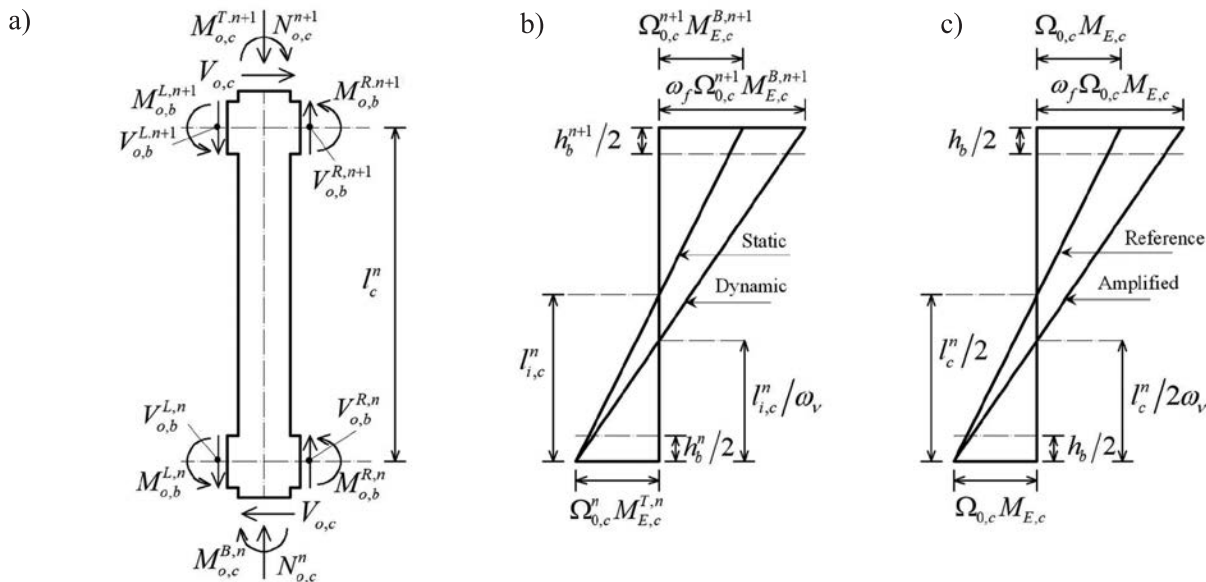 a)
M_{o,c}^{T,n+1} N_{o,c}^{n+1}
V_{o,c}
M_{o,b}^{L,n+1} M_{o,b}^{R,n+1}
V_{o,b}^{L,n+1}
V_{o,b}^{R,n+1}
l_c^n
V_{o,b}^{L,n} V_{o,b}^{R,n}
M_{o,b}^{L,n} M_{o,b}^{R,n}
V_{o,c}
M_{o,c}^{B,n} N_{o,c}^n
b)
Ω_{0,c}^{n+1} M_{E,c}^{B,n+1}
ω_f Ω_{0,c}^{n+1} M_{E,c}^{B,n+1}
h_b^{n+1}/2
Static
Dynamic
l_{i,c}^n
l_{i,c}^n/ω_ν
h_b^n/2
Ω_{0,c}^n M_{E,c}^{T,n}
c)
Ω_{0,c} M_{E,c}
ω_f Ω_{0,c} M_{E,c}
h_b/2
Reference
Amplified
l_c^n/2
l_c^n/2ω_ν
h_b/2
Ω_{0,c} M_{E,c}